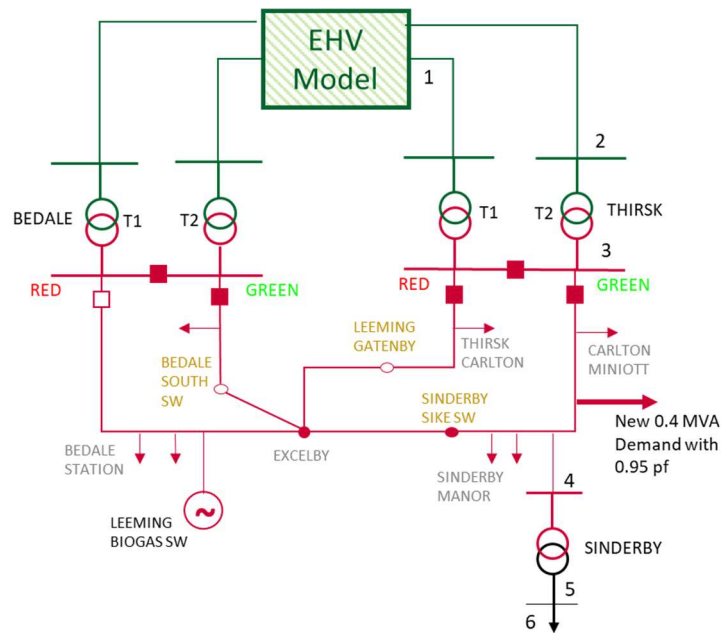 EHV
Model
1
2
BEDALE
T1
T2
T1
T2
THIRSK
3
RED
GREEN
RED
GREEN
BEDALE
SOUTH
SW
LEEMING
GATENBY
THIRSK
CARLTON
CARLTON
MINIOTT
SINDERBY
SIKE SW
New 0.4 MVA
Demand with
0.95 pf
BEDALE
STATION
EXCELBY
SINDERBY
MANOR
4
LEEMING
BIOGAS SW
SINDERBY
5
6